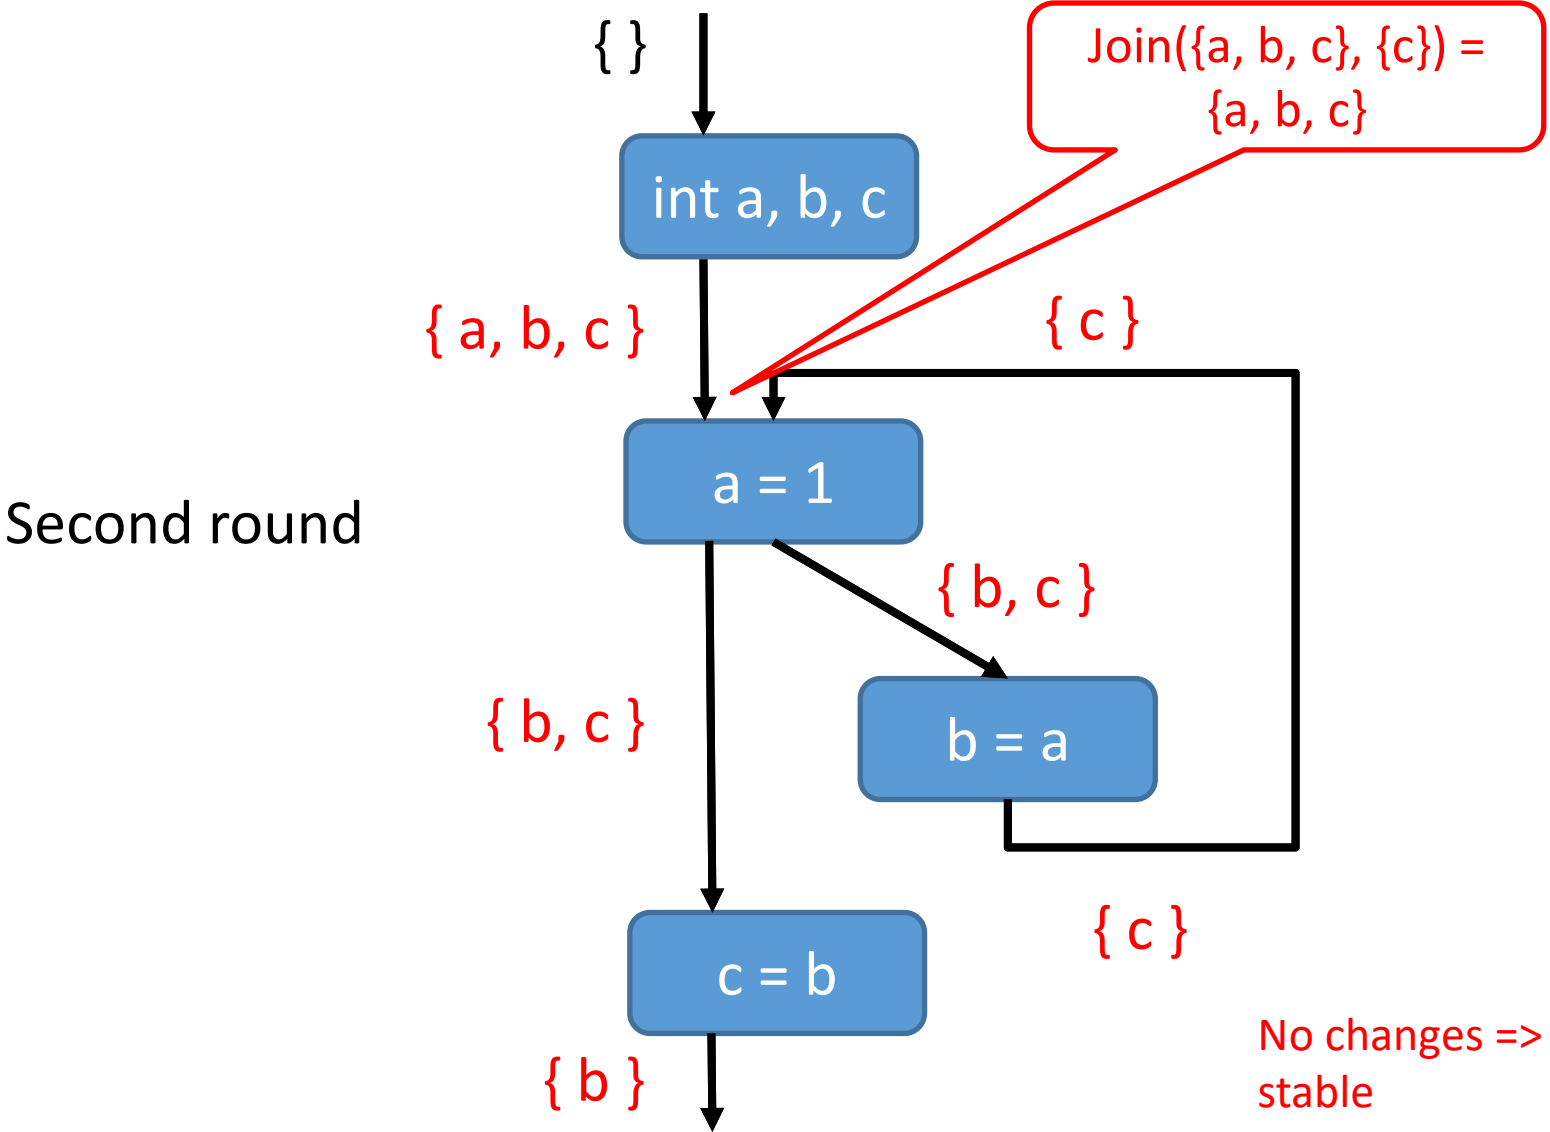 { }
Join({a, b, c}, {c}) =
{a, b, c}
int a, b, c
{ a, b, c }
{ c }
a = 1
Second round
{ b, c }
{ b, c }
b = a
{ c }
c = b
{ b }
No changes =>
stable